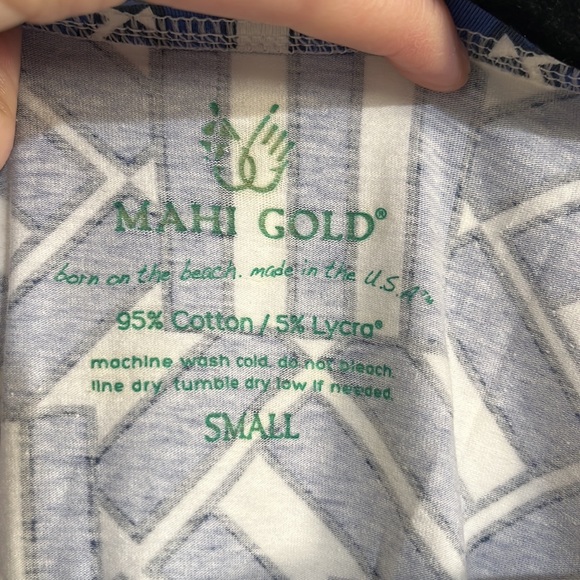 MAHI GOLD®
born on the beach. made in the U.S.A™
95% Cotton / 5% Lycra®
machine wash cold. do not bleach.
line dry. tumble dry low if needed.
SMALL